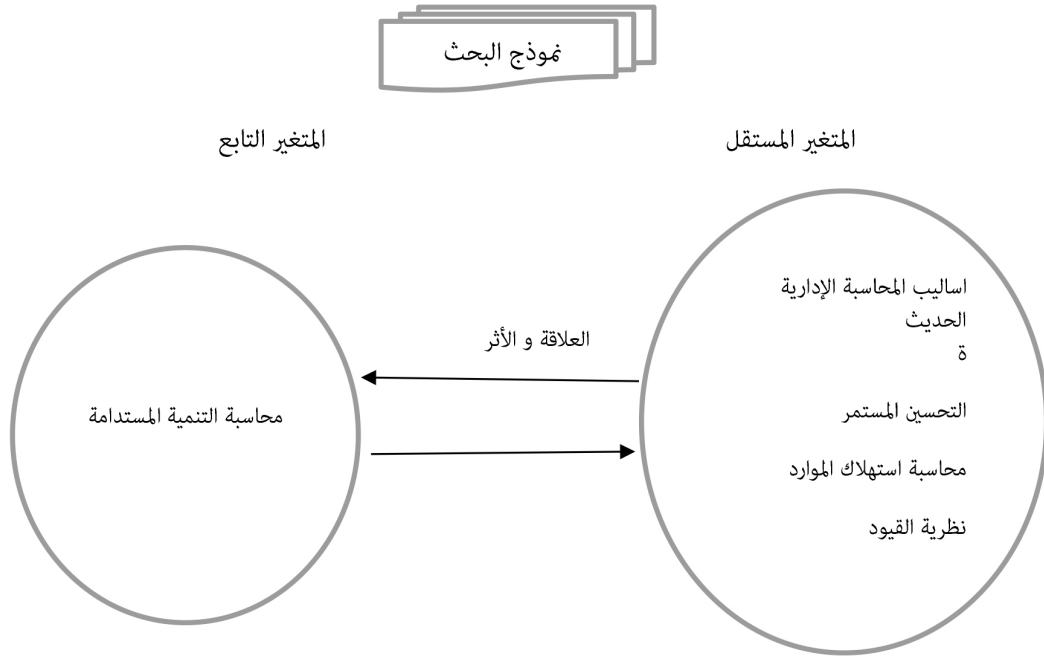 نموذج البحث
المتغير المستقل
المتغير التابع
اساليب المحاسبة الإدارية
الحديث
ة
التحسين المستمر
محاسبة استهلاك الموارد
نظرية القيود
العلاقة و الأثر
محاسبة التنمية المستدامة